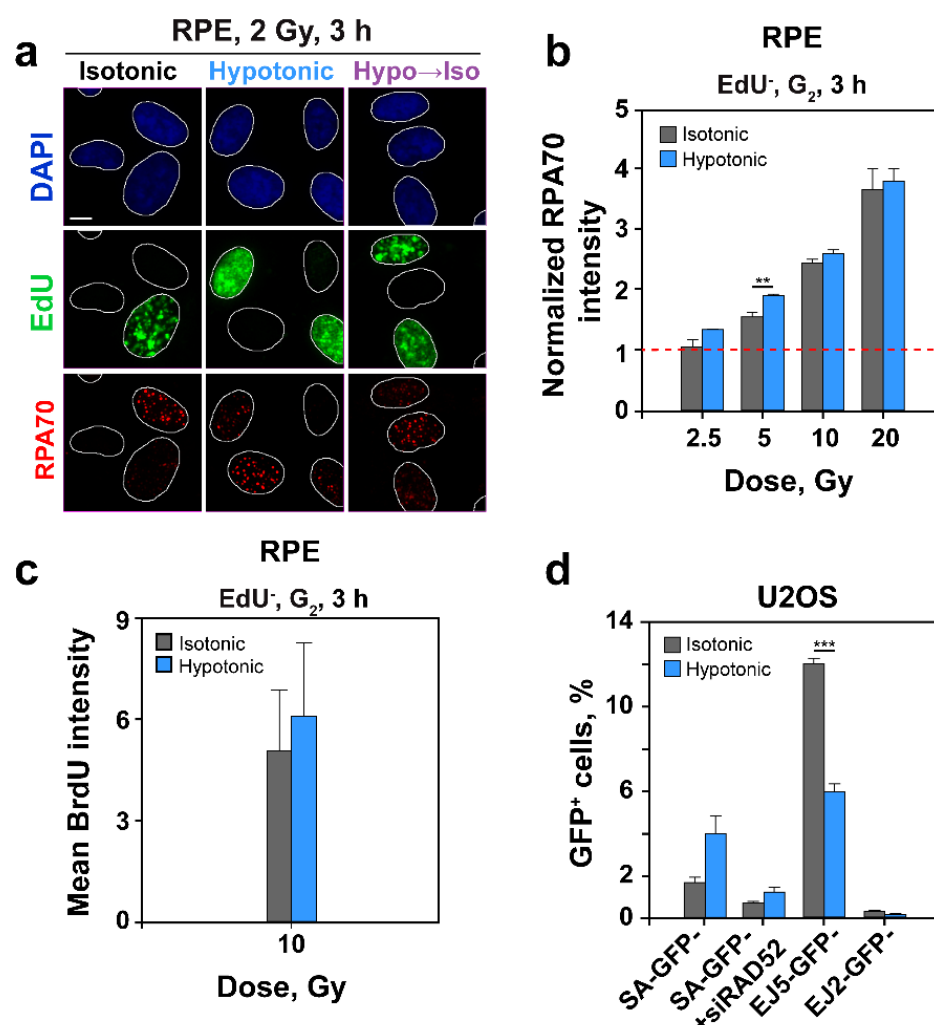 a
RPE, 2 Gy, 3 h
Isotonic Hypotonic Hypo→Iso
DAPI
EdU
RPA70
b
RPE
EdU⁻, G₂, 3 h
Isotonic
Hypotonic
Normalized RPA70
intensity
5
4
3
2
1
0
**
2.5 5 10 20
Dose, Gy
c
RPE
EdU⁻, G₂, 3 h
Isotonic
Hypotonic
Mean BrdU intensity
9
6
3
0
10
Dose, Gy
d
U2OS
Isotonic
Hypotonic
GFP⁺ cells, %
14
12
6
2
0
***
SA-GFP-
SA-GFP-
+siRAD52
EJ5-GFP-
EJ2-GFP-